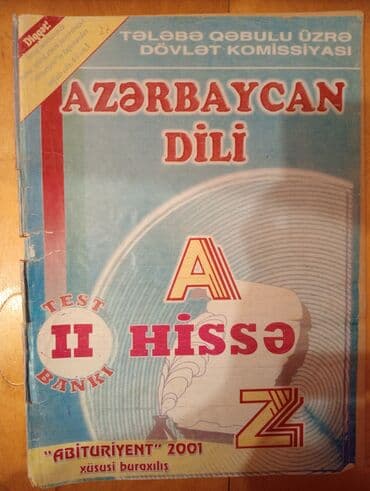 Diqqət!
TƏLƏBƏ QƏBULU ÜZRƏ
DÖVLƏT KOMİSSİYASI
AZƏRBAYCAN
DİLİ
A
TEST
II
BANKI
HİSSƏ
Z
"ABİTURİYENT" 2001
xüsusi buraxılış